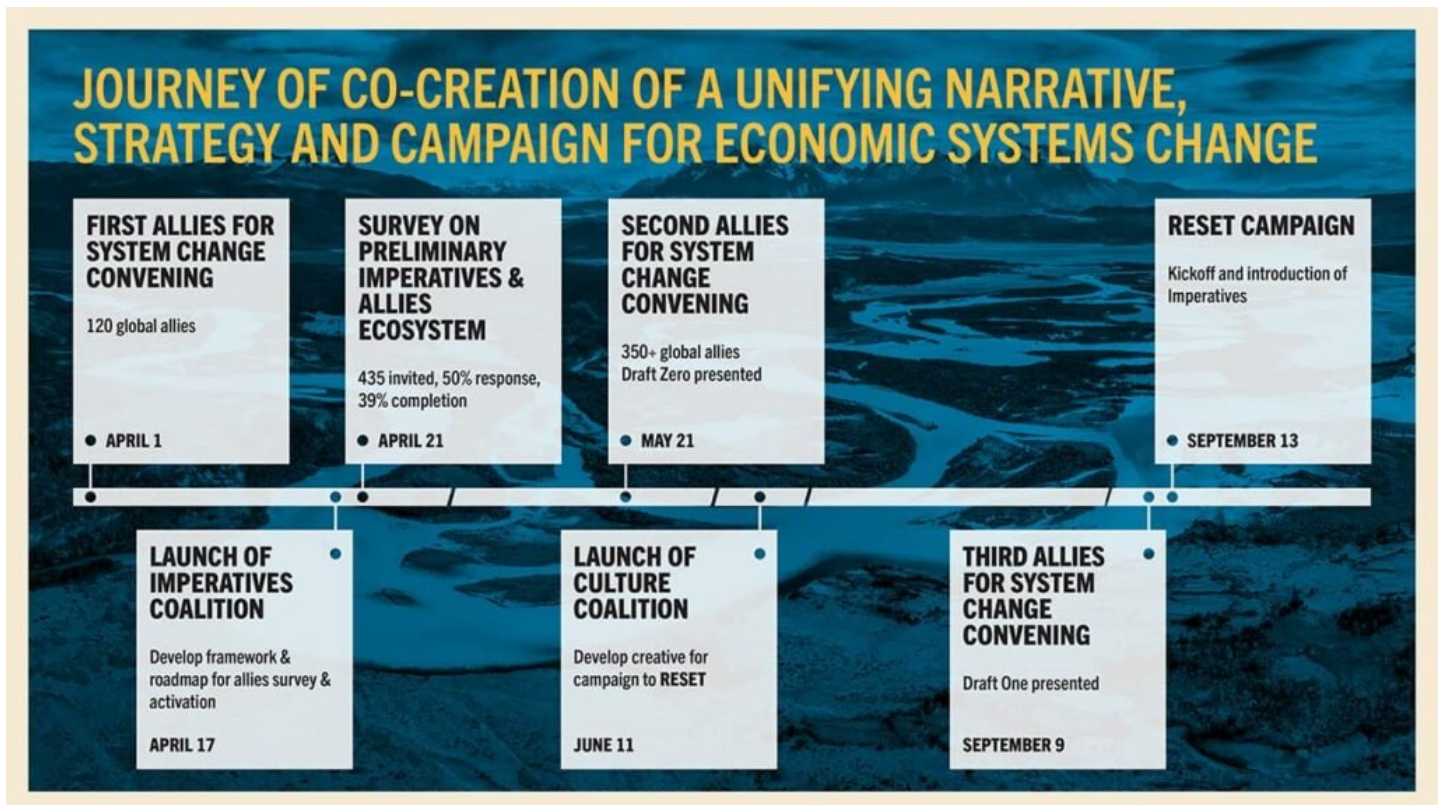 JOURNEY OF CO-CREATION OF A UNIFYING NARRATIVE,
STRATEGY AND CAMPAIGN FOR ECONOMIC SYSTEMS CHANGE
FIRST ALLIES FOR
SYSTEM CHANGE
CONVENING
120 global allies
APRIL 1
SURVEY ON
PRELIMINARY
IMPERATIVES &
ALLIES
ECOSYSTEM
435 invited, 50% response,
39% completion
APRIL 21
SECOND ALLIES
FOR SYSTEM
CHANGE
CONVENING
350+ global allies
Draft Zero presented
MAY 21
RESET CAMPAIGN
Kickoff and introduction of
Imperatives
SEPTEMBER 13
LAUNCH OF
IMPERATIVES
COALITION
Develop framework &
roadmap for allies survey &
activation
APRIL 17
LAUNCH OF
CULTURE
COALITION
Develop creative for
campaign to RESET
JUNE 11
THIRD ALLIES
FOR SYSTEM
CHANGE
CONVENING
Draft One presented
SEPTEMBER 9